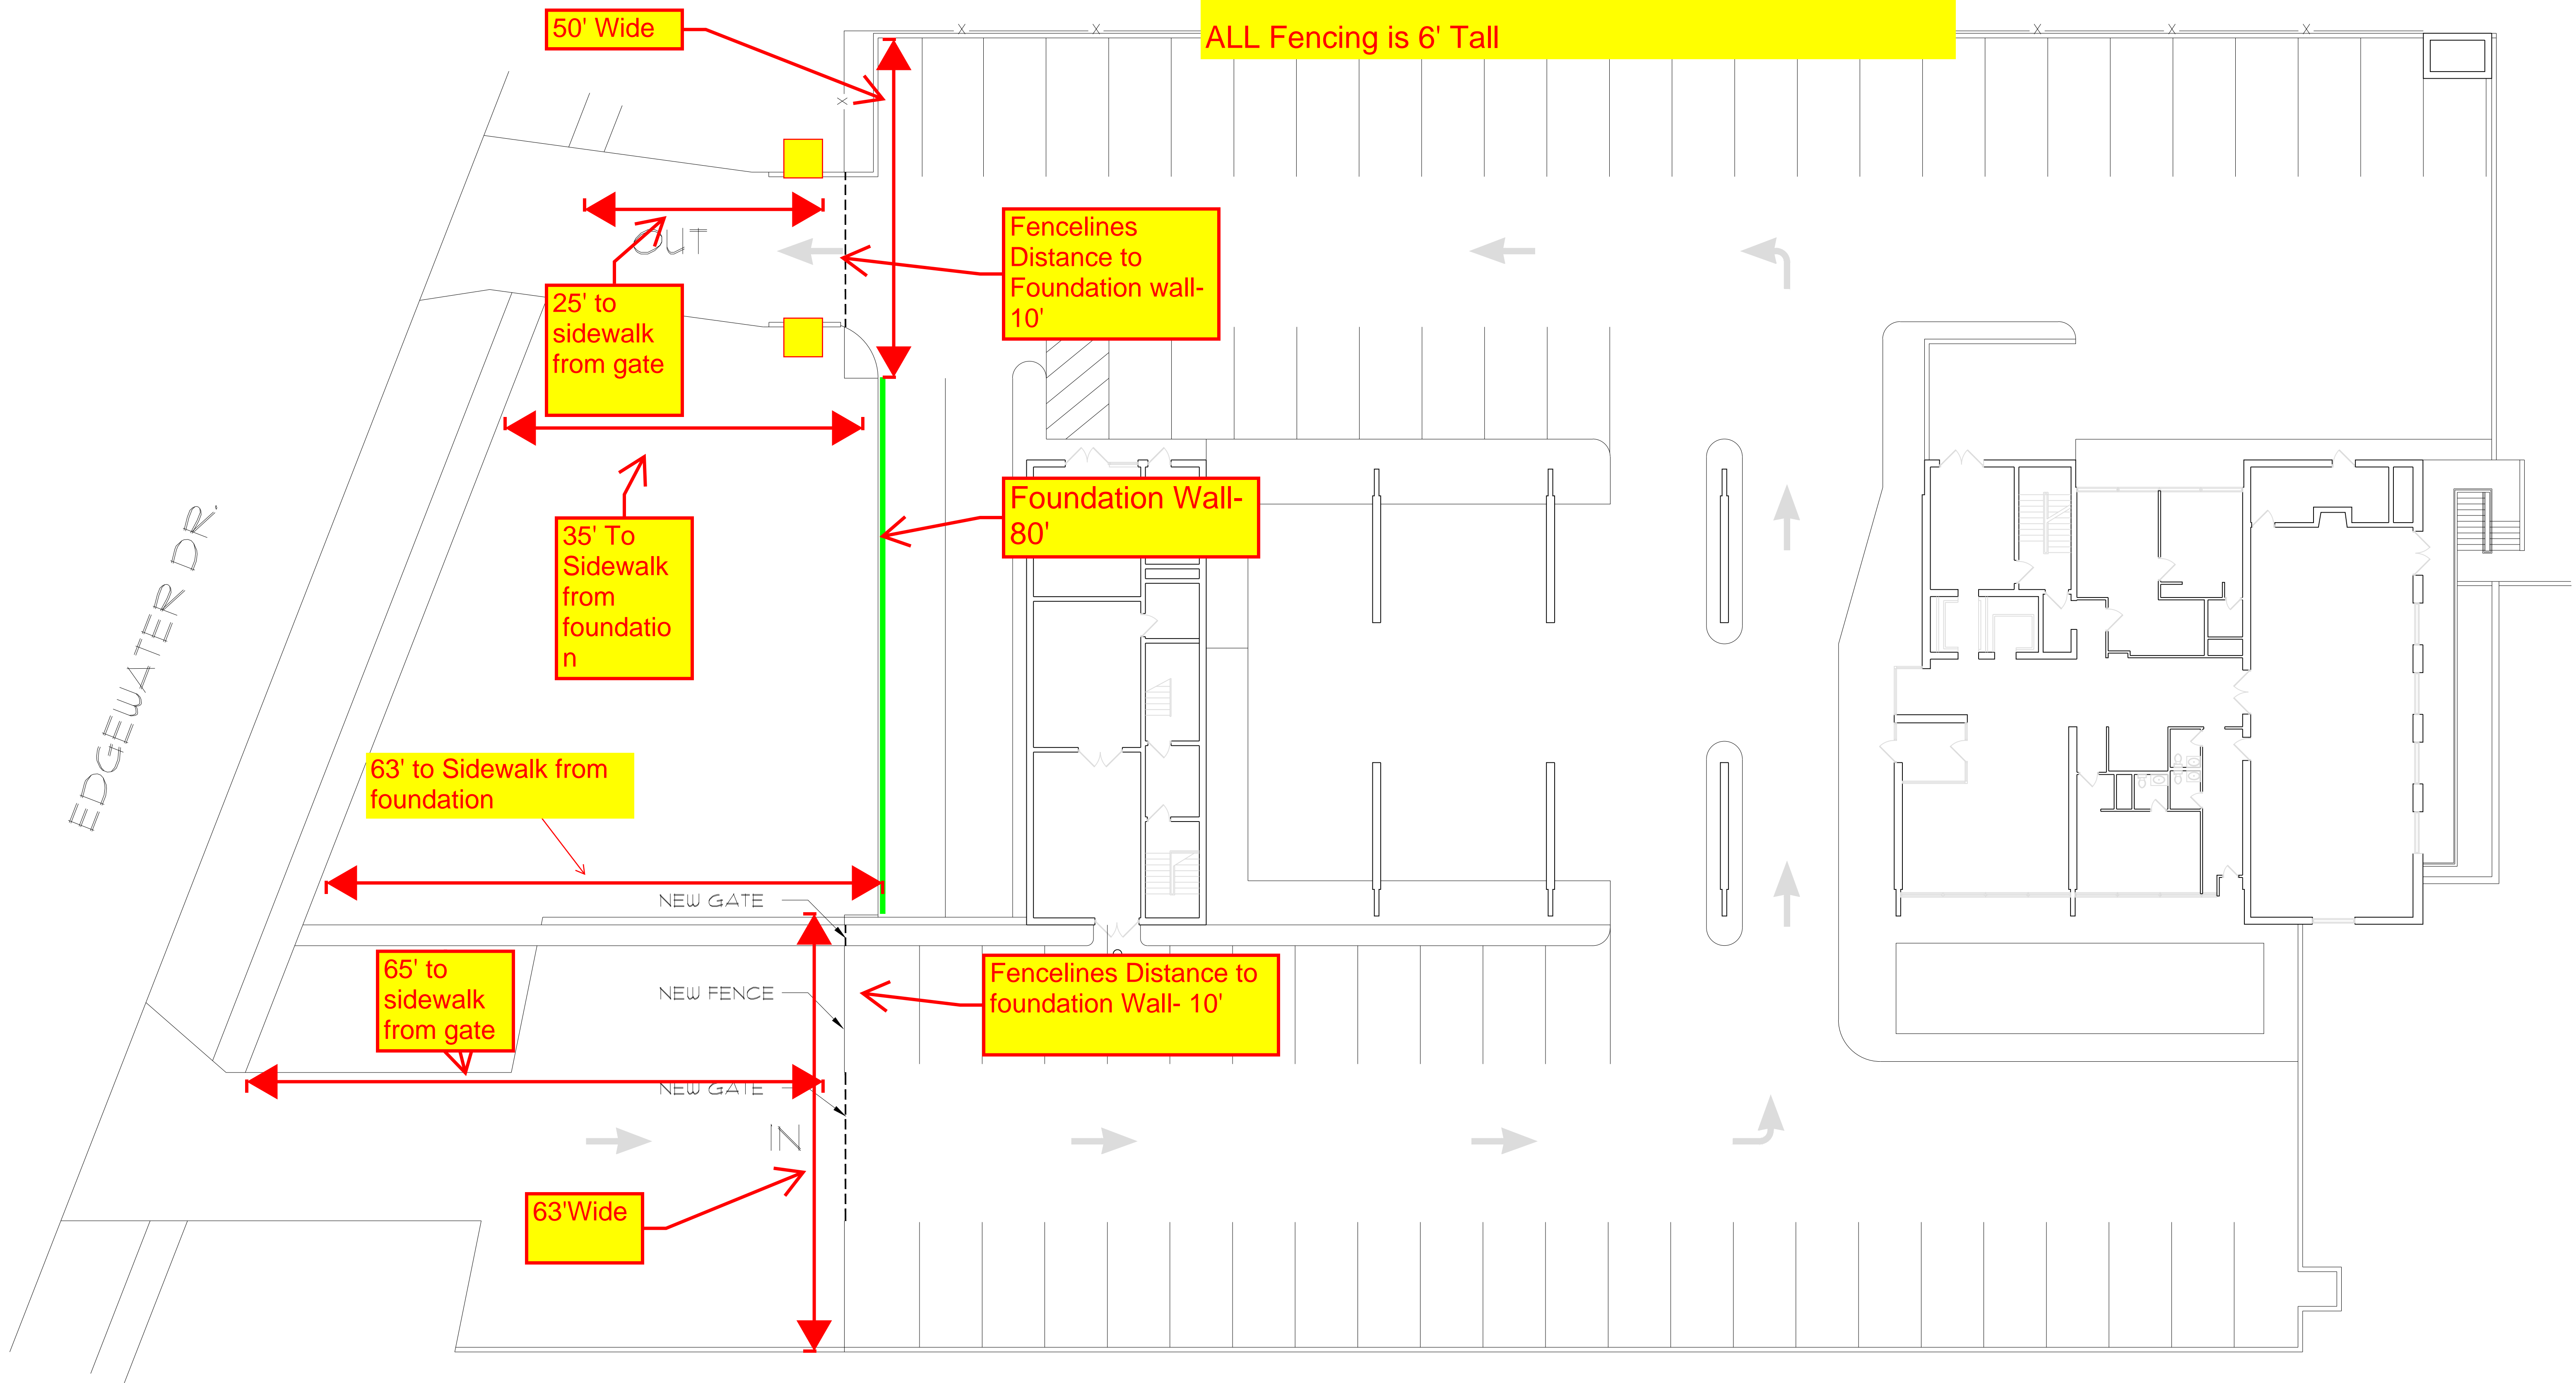 50' Wide
ALL Fencing is 6' Tall
X
X
X
X
X
X
OUT
Fencelines
Distance to
Foundation wall-
10'
25' to
sidewalk
from gate
Foundation Wall-
80'
35' To
Sidewalk
from
foundatio
n
EDGEWATER DR.
63' to Sidewalk from
foundation
NEW GATE
65' to
sidewalk
from gate
NEW FENCE
Fencelines Distance to
foundation Wall- 10'
NEW GATE
IN
63'Wide